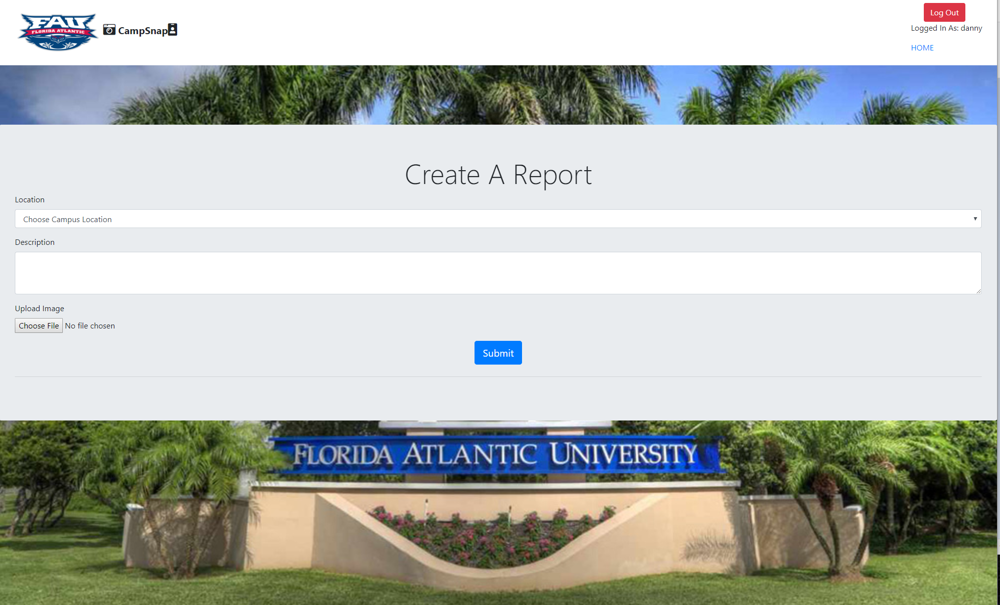 FAU
FLORIDA ATLANTIC
CampSnap
Log Out
Logged In As: danny
HOME
Create A Report
Location
Choose Campus Location
Description
Upload Image
Choose File No file chosen
Submit
FLORIDA ATLANTIC UNIVERSITY